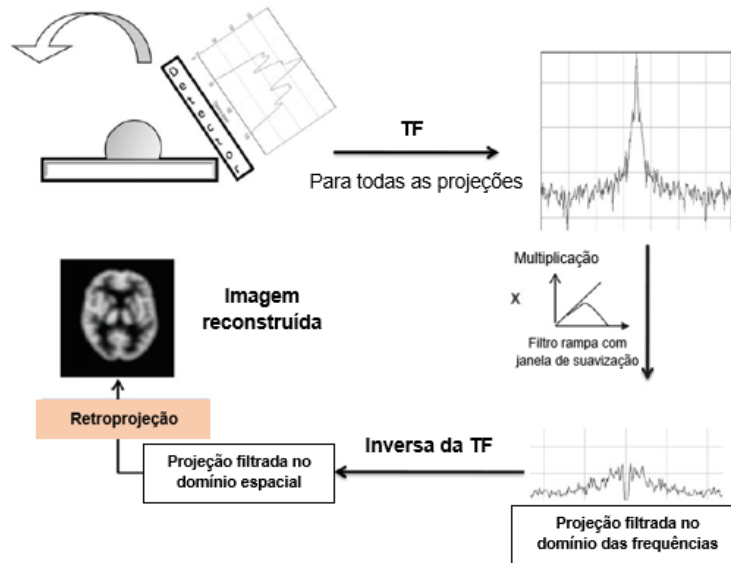 Detector
TF
Para todas as projeções
Multiplicação
X
Filtro rampa com
janela de suavização
Imagem
reconstruída
Retroprojeção
Inversa da TF
Projeção filtrada no
domínio espacial
Projeção filtrada no
domínio das frequências